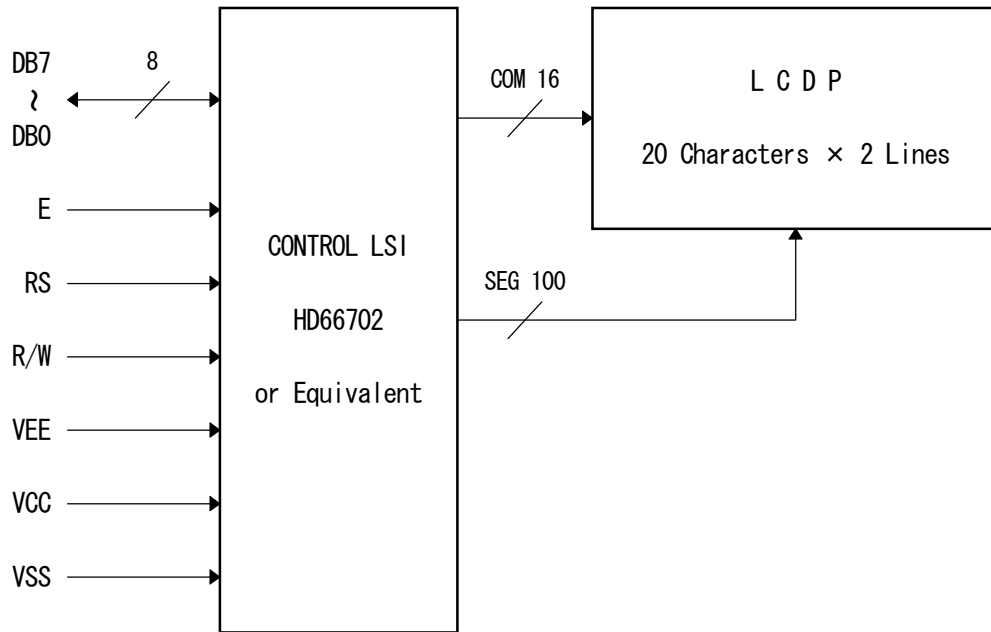 DB7
8
~
DB0
E
RS
R/W
VEE
VCC
VSS
CONTROL LSI
HD66702
or Equivalent
COM 16
SEG 100
L C D P
20 Characters × 2 Lines